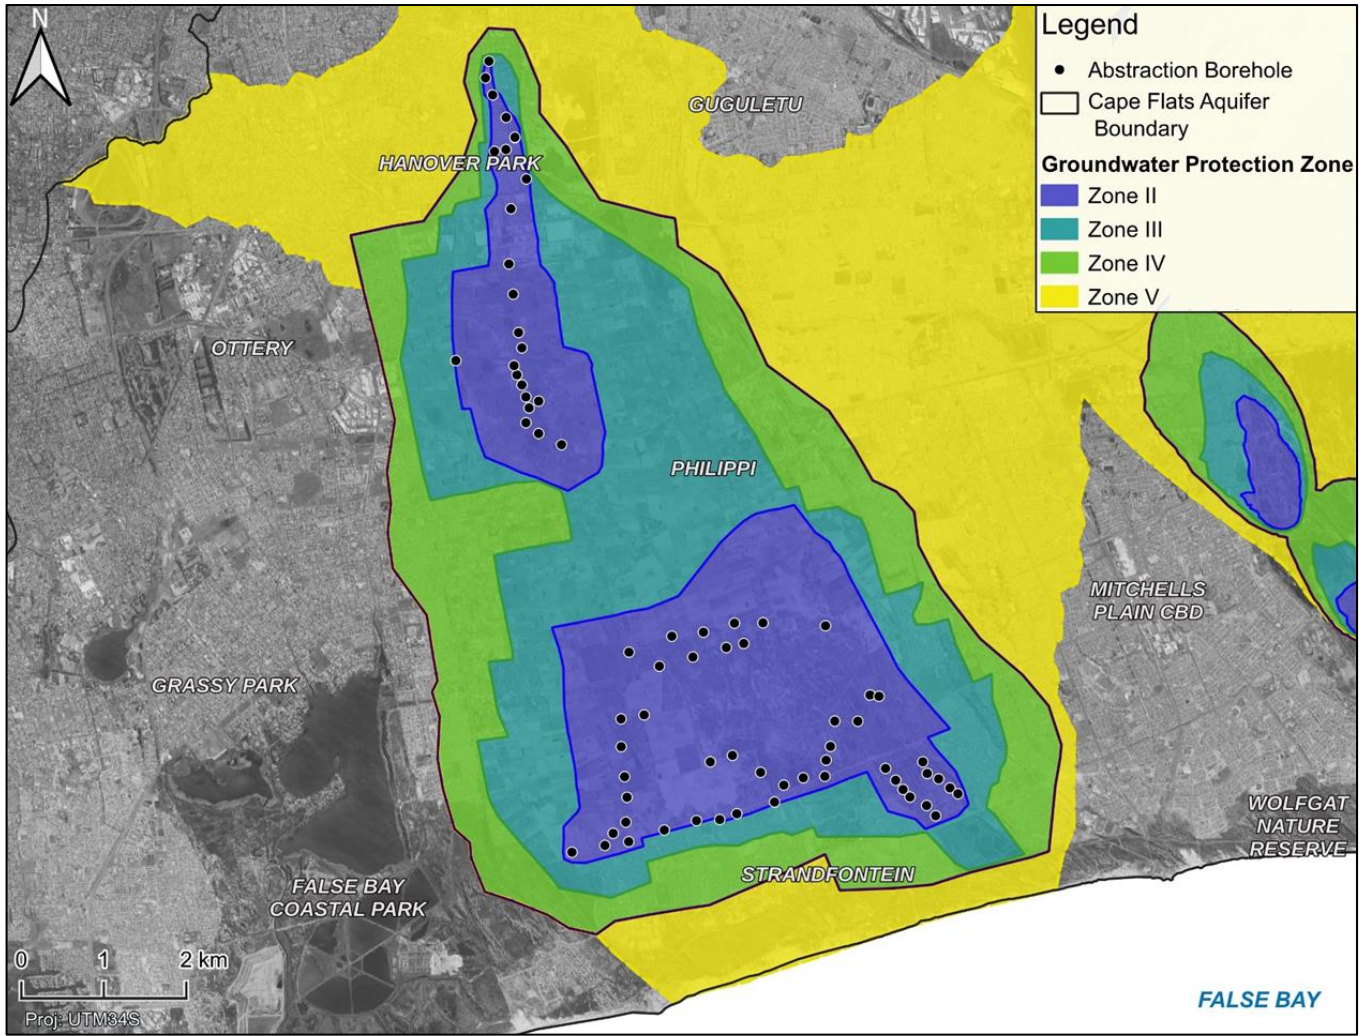 N
Legend
Abstraction Borehole
Cape Flats Aquifer
Boundary
Groundwater Protection Zone
Zone II
Zone III
Zone IV
Zone V
GUGULETU
HANOVER PARK
OTTERY
PHILIPPI
MITCHELLS
PLAIN CBD
GRASSY PARK
WOLFGAT
NATURE
RESERVE
STRANDFONTEIN
FALSE BAY
COASTAL PARK
0 1 2 km
Proj: UTM34S
FALSE BAY